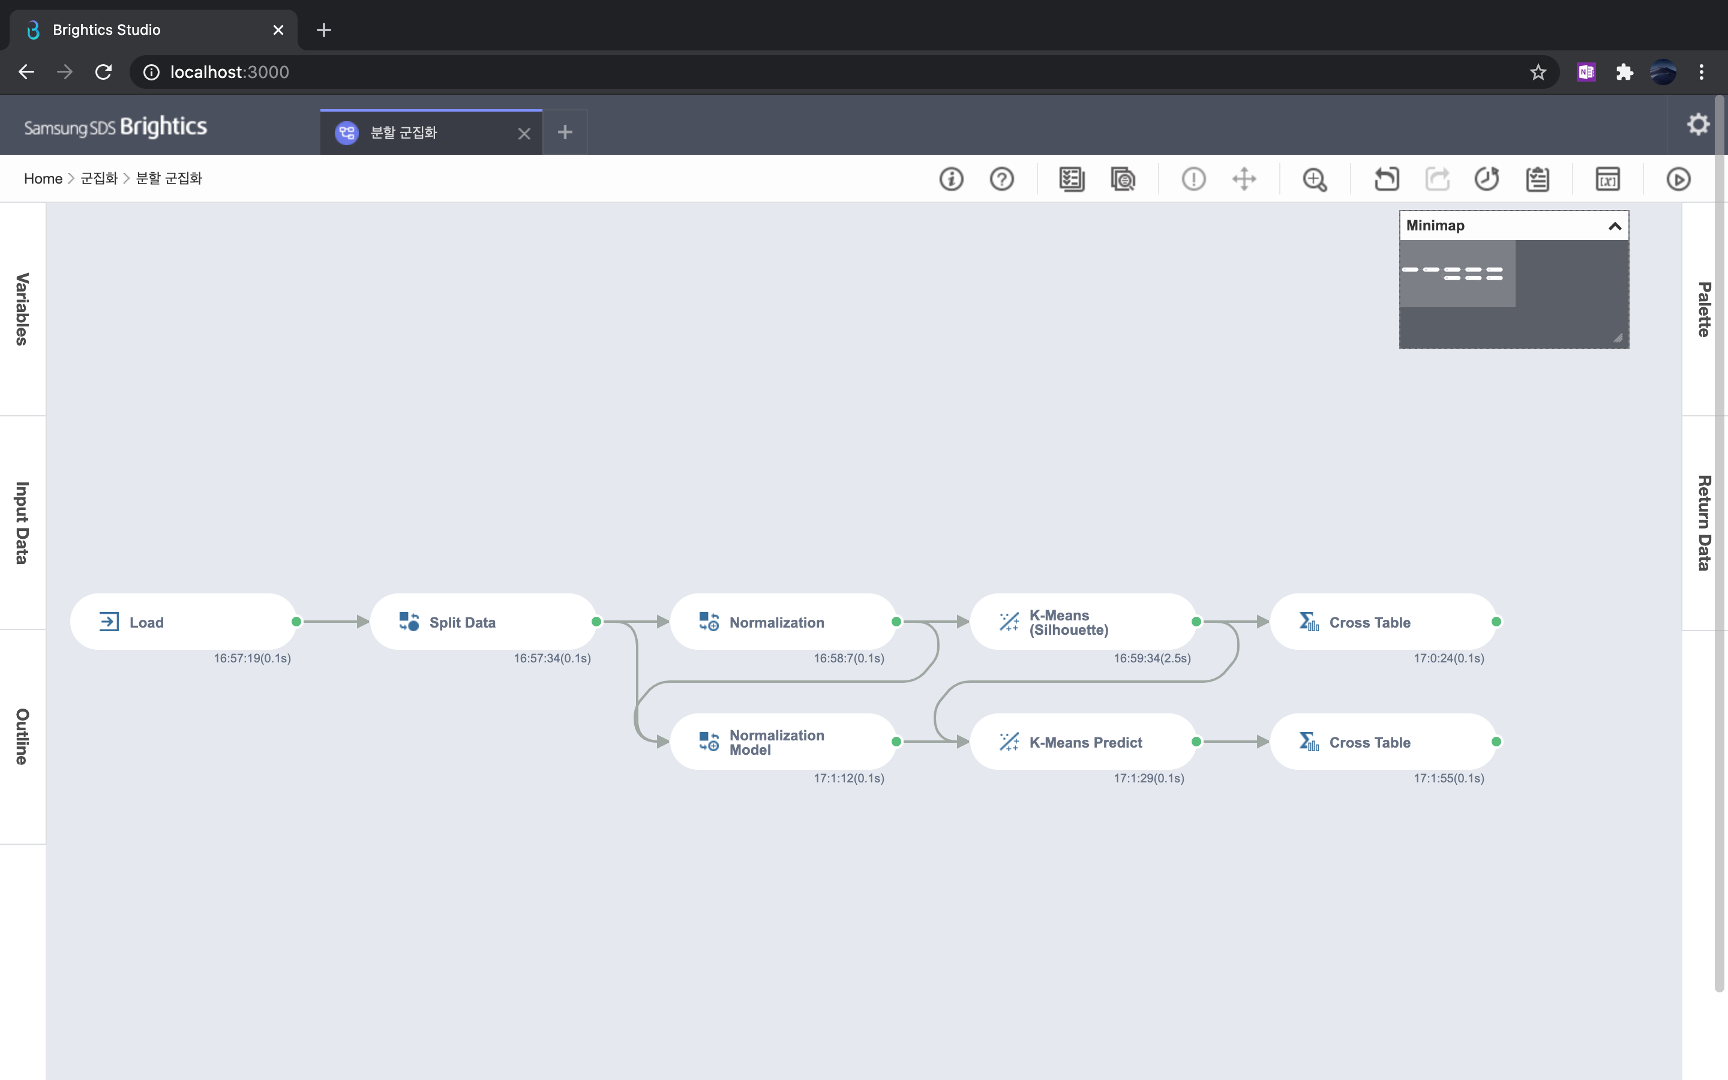 Brightics Studio
localhost:3000
Samsung SDS Brightics
분할 군집화
Home > 군집화 > 분할 군집화
Minimap
Variables
Input Data
Outline
Palette
Return Data
Load
16:57:19(0.1s)
Split Data
16:57:34(0.1s)
Normalization
16:58:7(0.1s)
K-Means
(Silhouette)
16:59:34(2.5s)
Cross Table
17:0:24(0.1s)
Normalization
Model
17:1:12(0.1s)
K-Means Predict
17:1:29(0.1s)
Cross Table
17:1:55(0.1s)